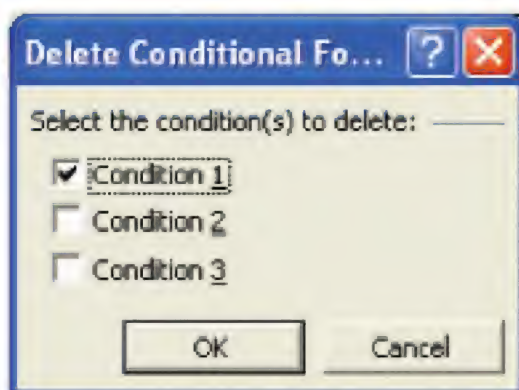 Delete Conditional Fo... ?
Select the condition(s) to delete:
Condition 1
Condition 2
Condition 3
OK Cancel